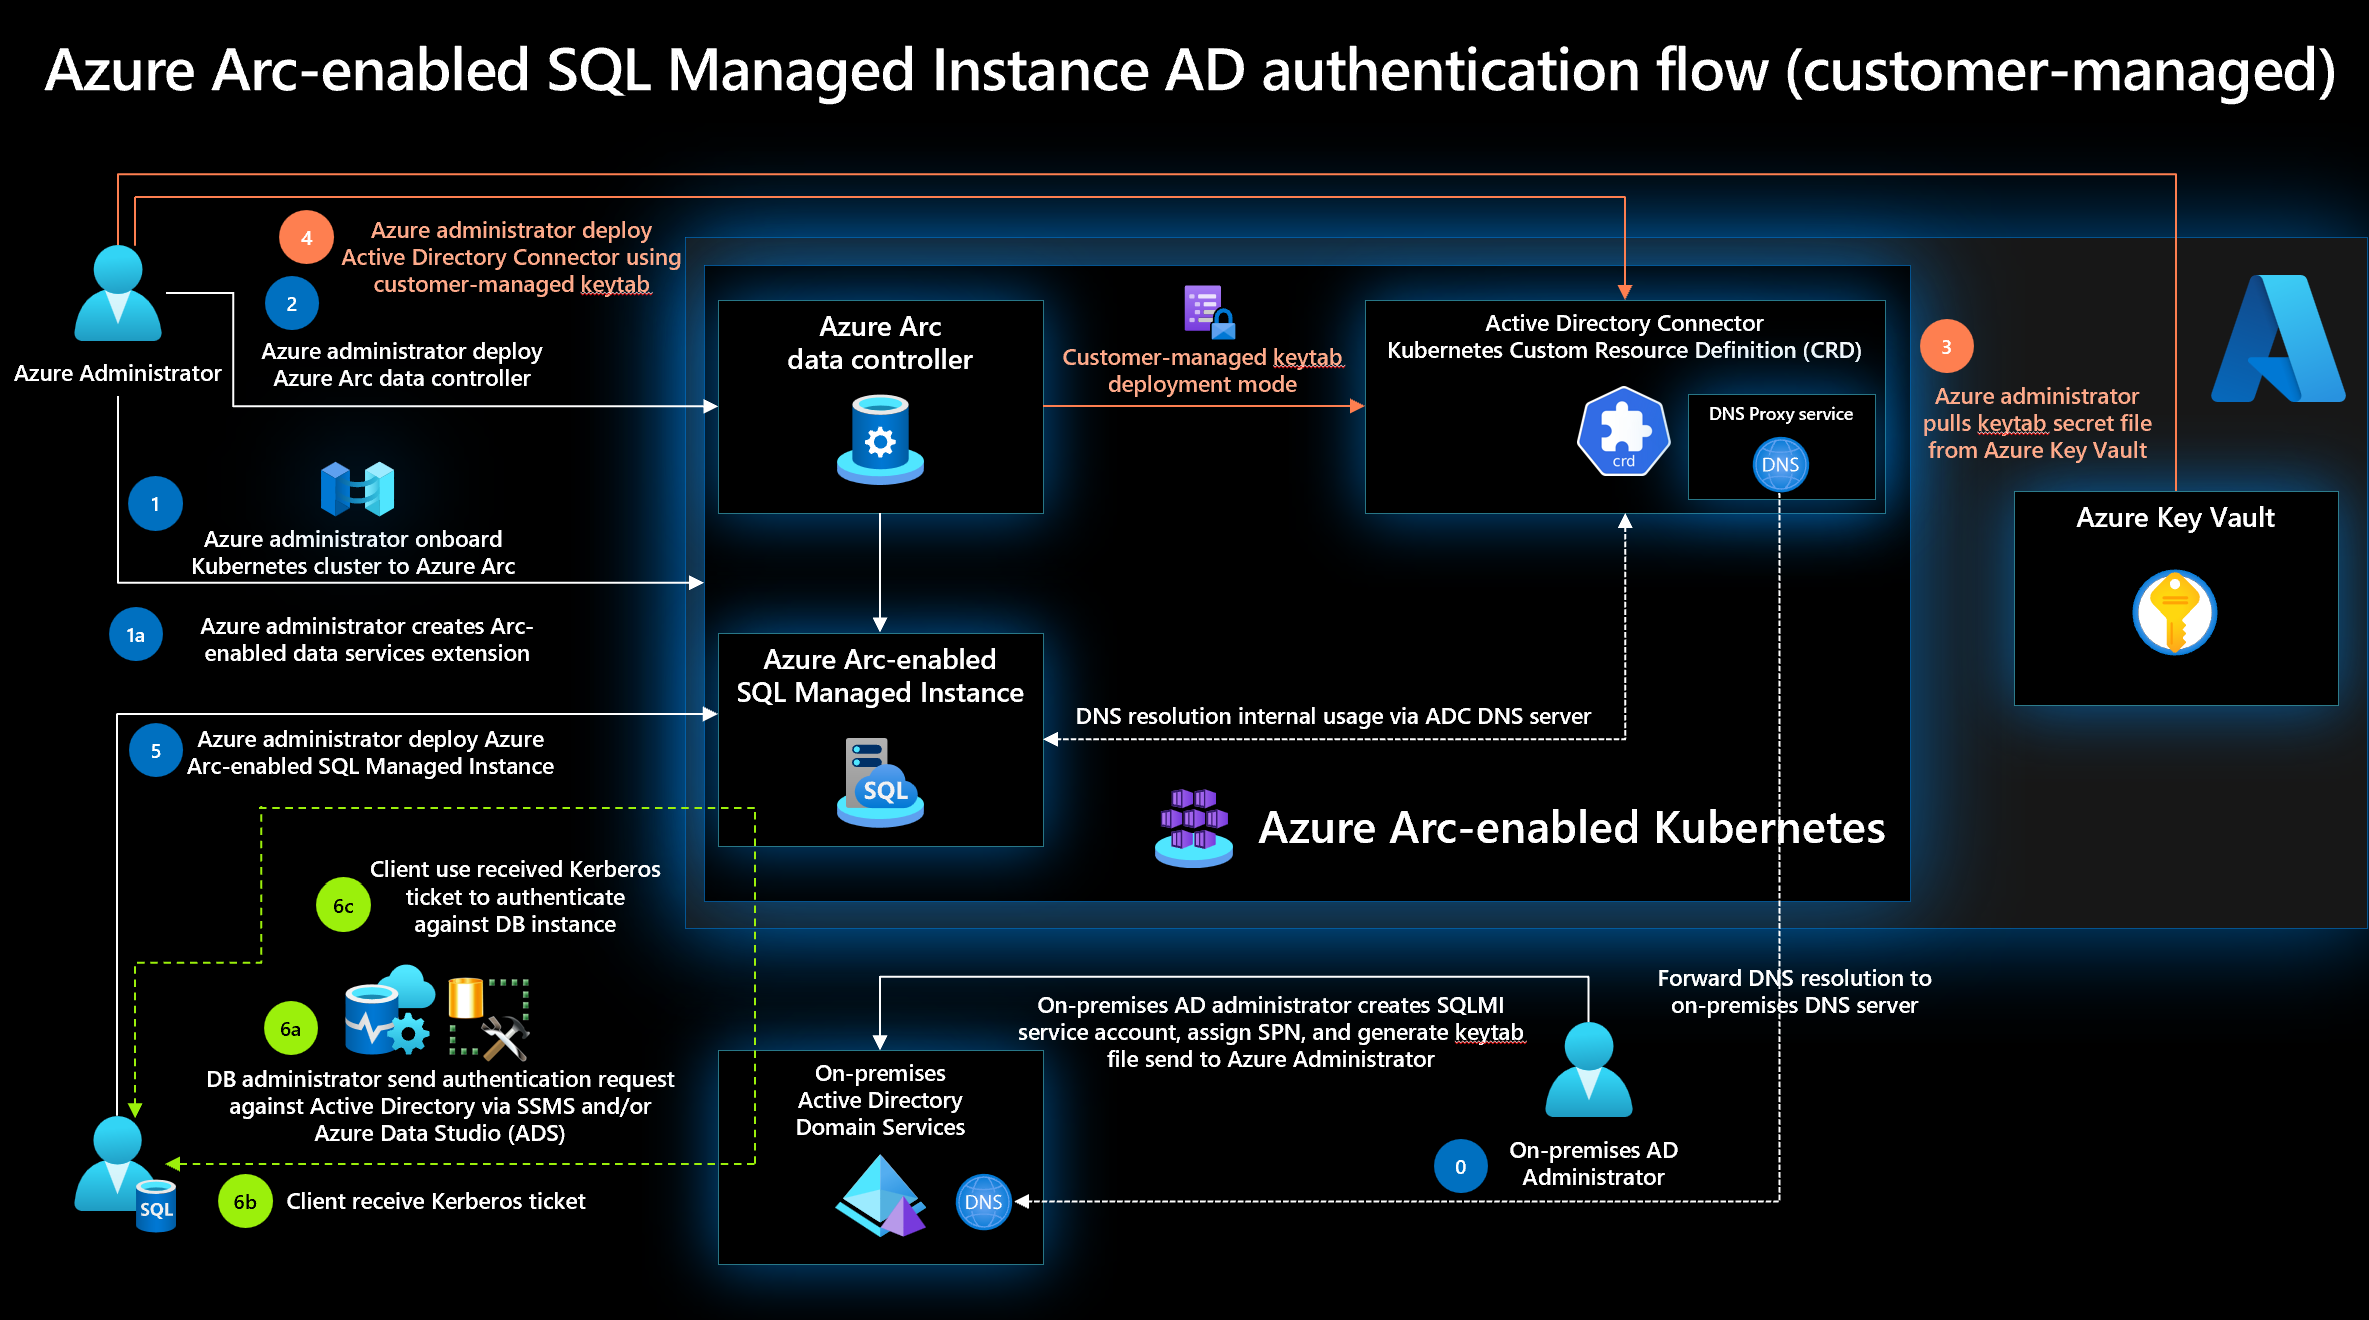 Azure Arc-enabled SQL Managed Instance AD authentication flow (customer-managed)
4
Azure administrator deploy
Active Directory Connector using
customer-managed keytab
2
Azure administrator deploy
Azure Arc data controller
Azure Administrator
1
Azure administrator onboard
Kubernetes cluster to Azure Arc
1a
Azure administrator creates Arc-
enabled data services extension
5
Azure administrator deploy Azure
Arc-enabled SQL Managed Instance
Azure Arc
data controller
Customer-managed keytab
deployment mode
Active Directory Connector
Kubernetes Custom Resource Definition (CRD)
crd
DNS Proxy service
DNS
3
Azure administrator
pulls keytab secret file
from Azure Key Vault
Azure Key Vault
Azure Arc-enabled
SQL Managed Instance
SQL
DNS resolution internal usage via ADC DNS server
Azure Arc-enabled Kubernetes
6c
Client use received Kerberos
ticket to authenticate
against DB instance
6a
DB administrator send authentication request
against Active Directory via SSMS and/or
Azure Data Studio (ADS)
SQL
6b
Client receive Kerberos ticket
On-premises AD administrator creates SQLMI
service account, assign SPN, and generate keytab
file send to Azure Administrator
Forward DNS resolution to
on-premises DNS server
On-premises
Active Directory
Domain Services
DNS
0
On-premises AD
Administrator